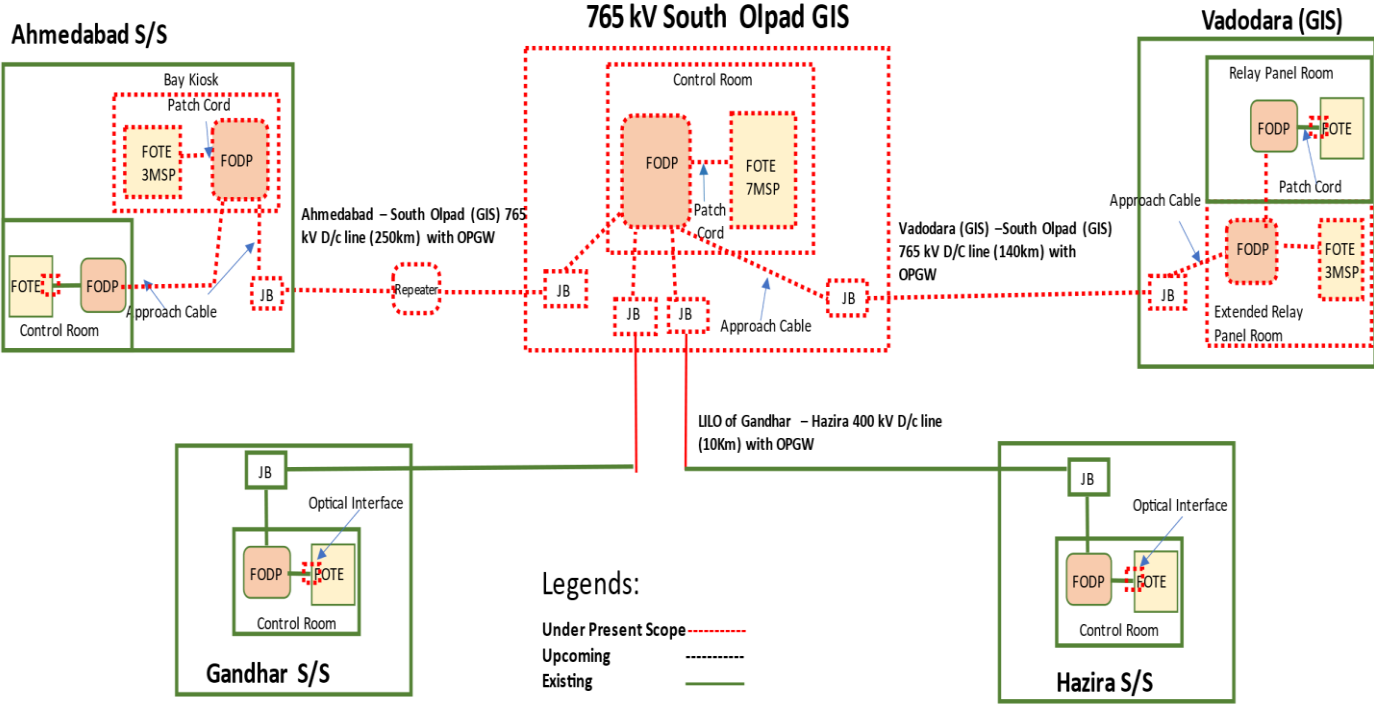 765 kV South Olpad GIS
Ahmedabad S/S
Vadodara (GIS)
Bay Kiosk
Patch Cord
FOTE
3MSP
FODP
FOTE
FODP
Control Room
Approach Cable
JB
Ahmedabad – South Olpad (GIS) 765
kV D/c line (250km) with OPGW
Repeater
Control Room
FODP
FOTE
7MSP
Patch
Cord
JB
JB
JB
JB
Approach Cable
Vadodara (GIS) –South Olpad (GIS)
765 kV D/C line (140km) with
OPGW
Relay Panel Room
FODP
FOTE
Patch Cord
Approach Cable
FODP
FOTE
3MSP
JB
Extended Relay
Panel Room
LILO of Gandhar – Hazira 400 kV D/c line
(10Km) with OPGW
JB
Optical Interface
FODP
FOTE
Control Room
Gandhar S/S
JB
Optical Interface
FODP
FOTE
Control Room
Hazira S/S
Legends:
Under Present Scope
Upcoming
Existing